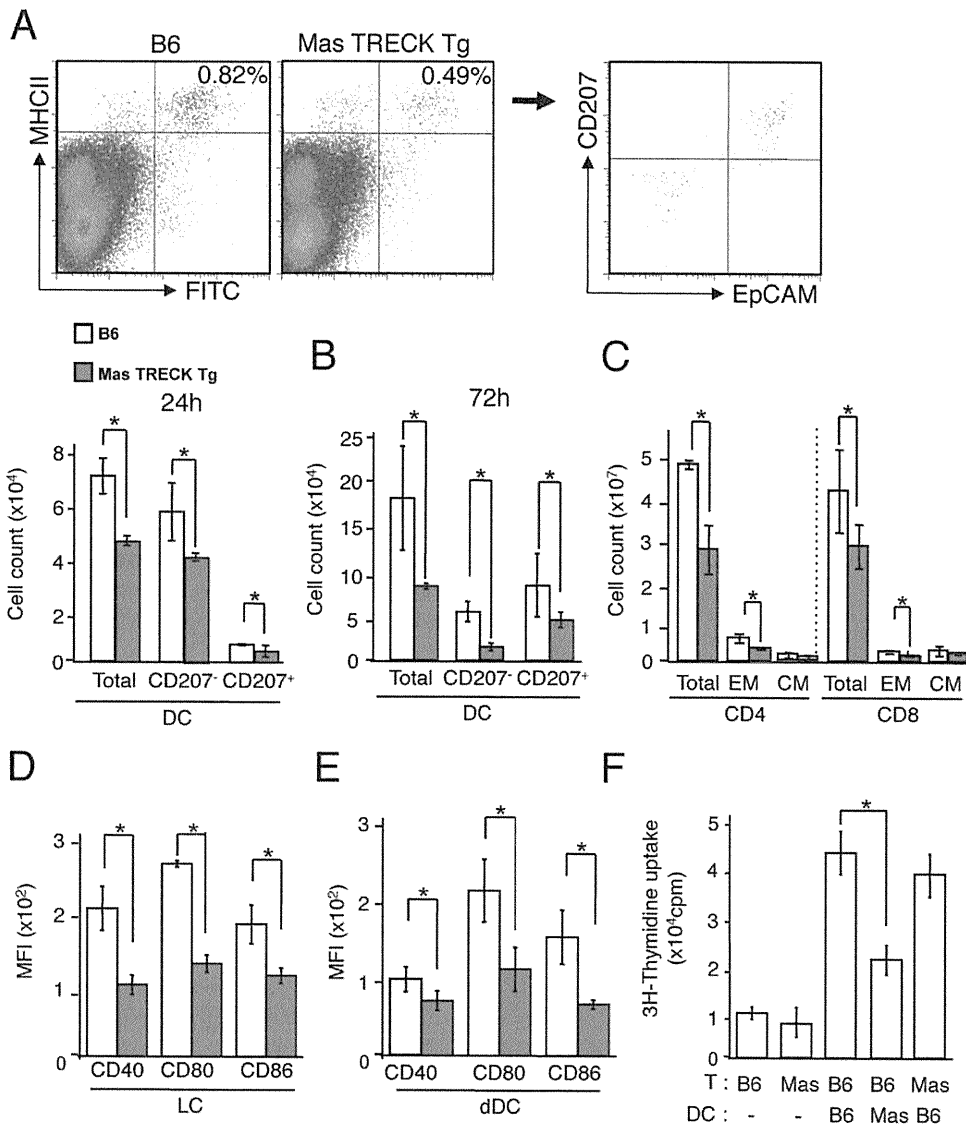 A
B6
Mas TRECK Tg
0.82%
0.49%
MHCII
FITC
CD207
EpCAM
B6
Mas TRECK Tg
24h
*
*
*
Cell count (x10⁴)
8
6
4
2
0
Total CD207⁻ CD207⁺
DC
B
72h
*
*
*
Cell count (x10⁴)
25
20
15
10
5
0
Total CD207⁻ CD207⁺
DC
C
*
*
*
*
Cell count (x10⁷)
5
4
3
2
1
0
Total EM CM Total EM CM
CD4 CD8
D
*
*
*
MFI (x10²)
3
2
1
0
CD40 CD80 CD86
LC
E
*
*
*
MFI (x10²)
3
2
1
0
CD40 CD80 CD86
dDC
F
*
3H-Thymidine uptake
(x10⁴cpm)
5
4
3
2
1
0
T : B6 Mas B6 B6 Mas
DC : - - B6 Mas B6